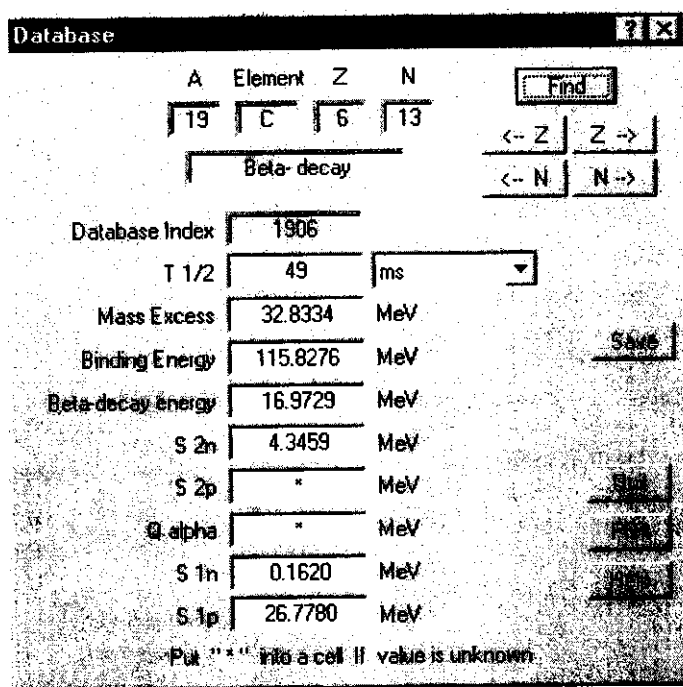 Database ? X
A Element Z N
Find
19 C 6 13
<-- Z Z -->
Beta- decay
<-- N N -->
Database Index 1906
T 1/2 49 ms
Mass Excess 32.8334 MeV
Save
Binding Energy 115.8276 MeV
Beta-decay energy 16.9729 MeV
S 2n 4.3459 MeV
S 2p * MeV
Q alpha * MeV
S 1n 0.1620 MeV
S 1p 26.7780 MeV
Put "*" into a cell If value is unknown